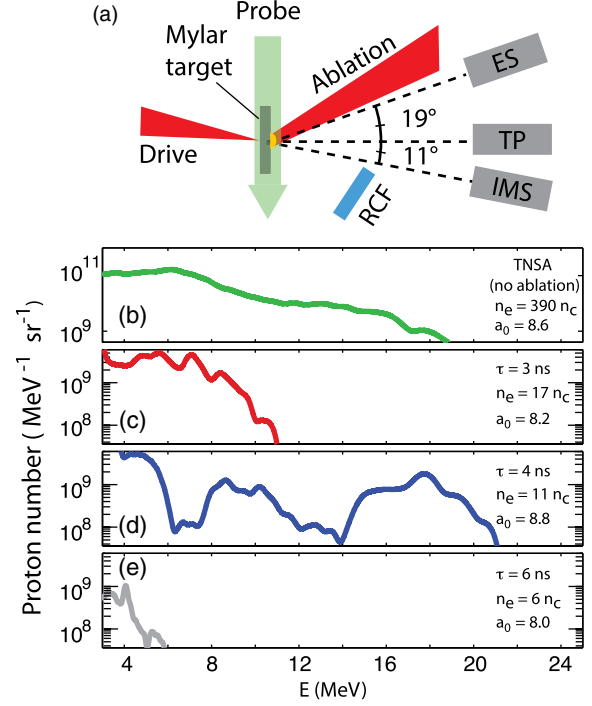 (a)
Probe
Mylar
target
Ablation
ES
19°
Drive
TP
11°
IMS
RCF
Proton number ( MeV⁻¹ sr⁻¹)
10¹¹
10⁹
(b)
TNSA
(no ablation)
nₑ = 390 n꜀
a₀ = 8.6
10⁹
10⁸
(c)
τ = 3 ns
nₑ = 17 n꜀
a₀ = 8.2
10⁹
10⁸
(d)
τ = 4 ns
nₑ = 11 n꜀
a₀ = 8.8
10⁹
10⁸
(e)
τ = 6 ns
nₑ = 6 n꜀
a₀ = 8.0
4 8 12 16 20 24
E (MeV)